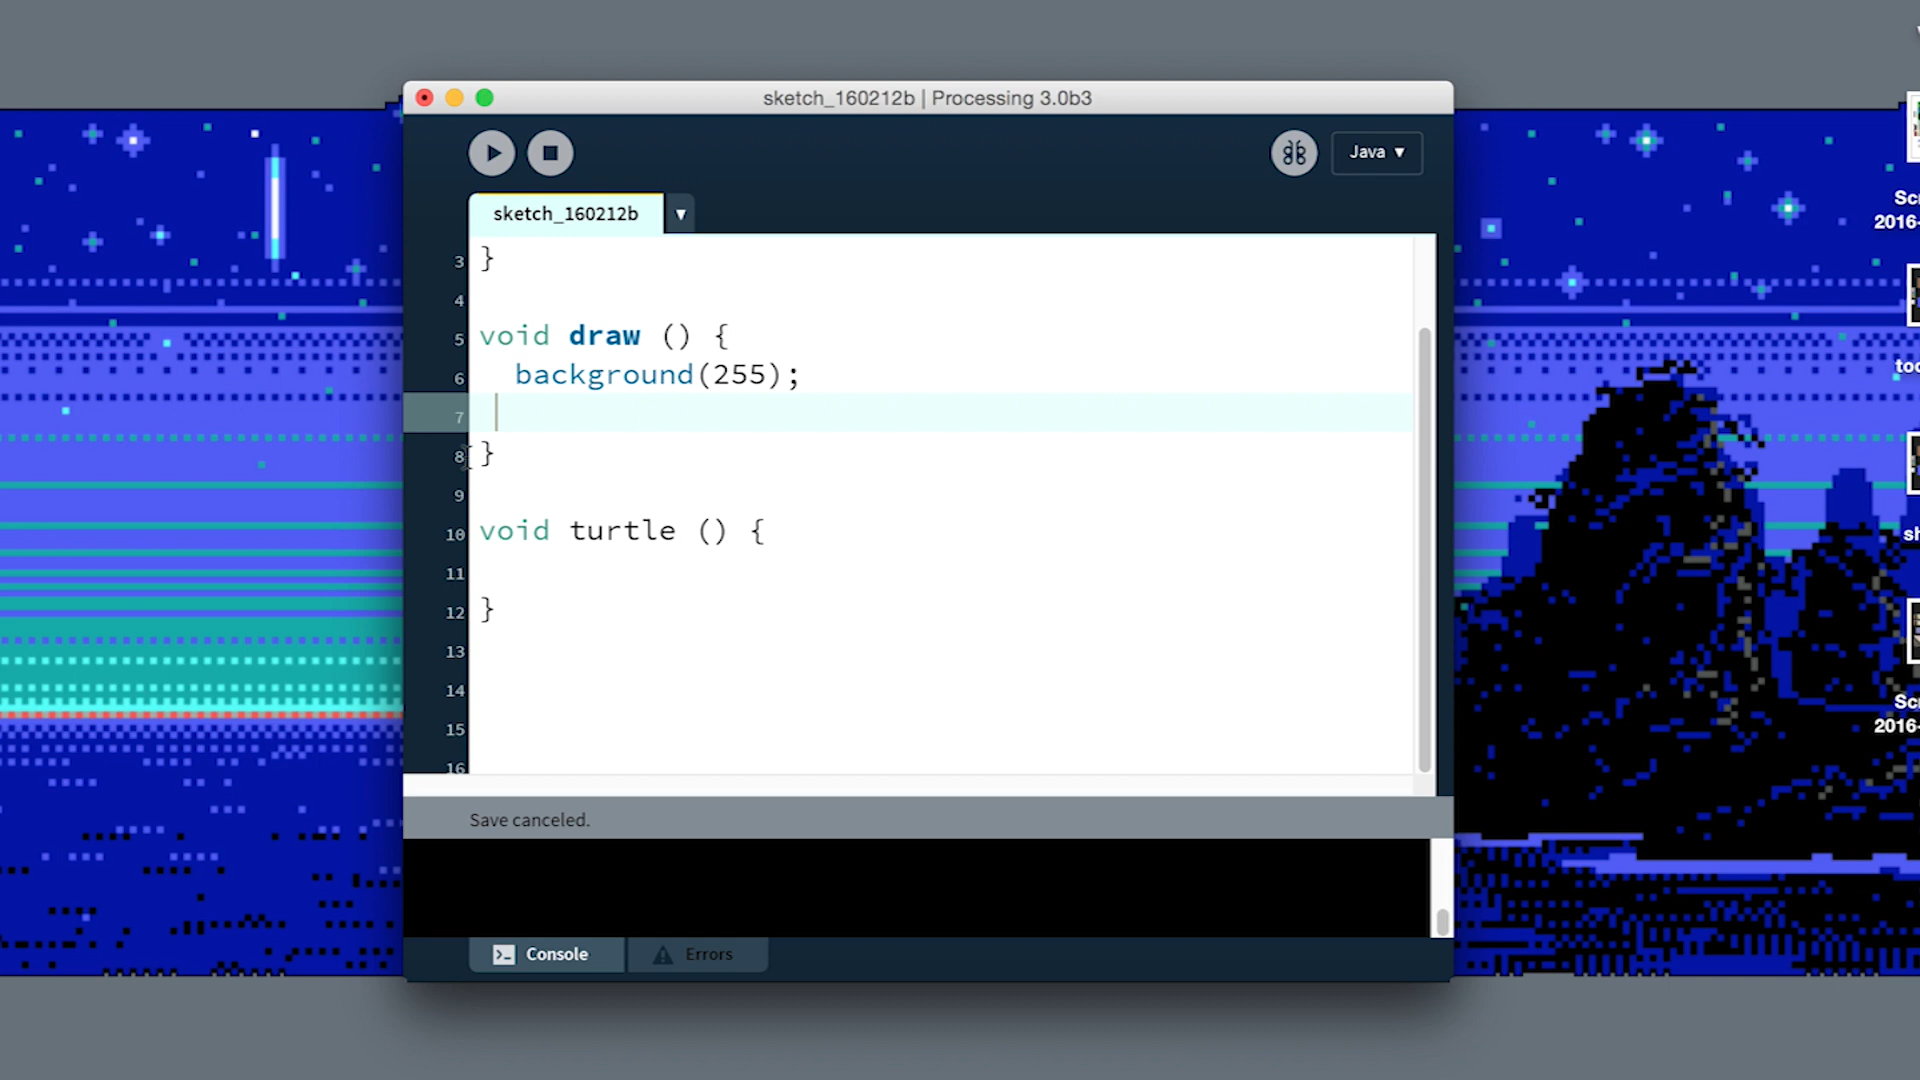 sketch_160212b | Processing 3.0b3
Java ▼
sketch_160212b ▼
3 }
4
5 void draw () {
6 background(255);
7
8 }
9
10 void turtle () {
11
12 }
13
14
15
16
Save canceled.
Console
Errors
2016-
2016-